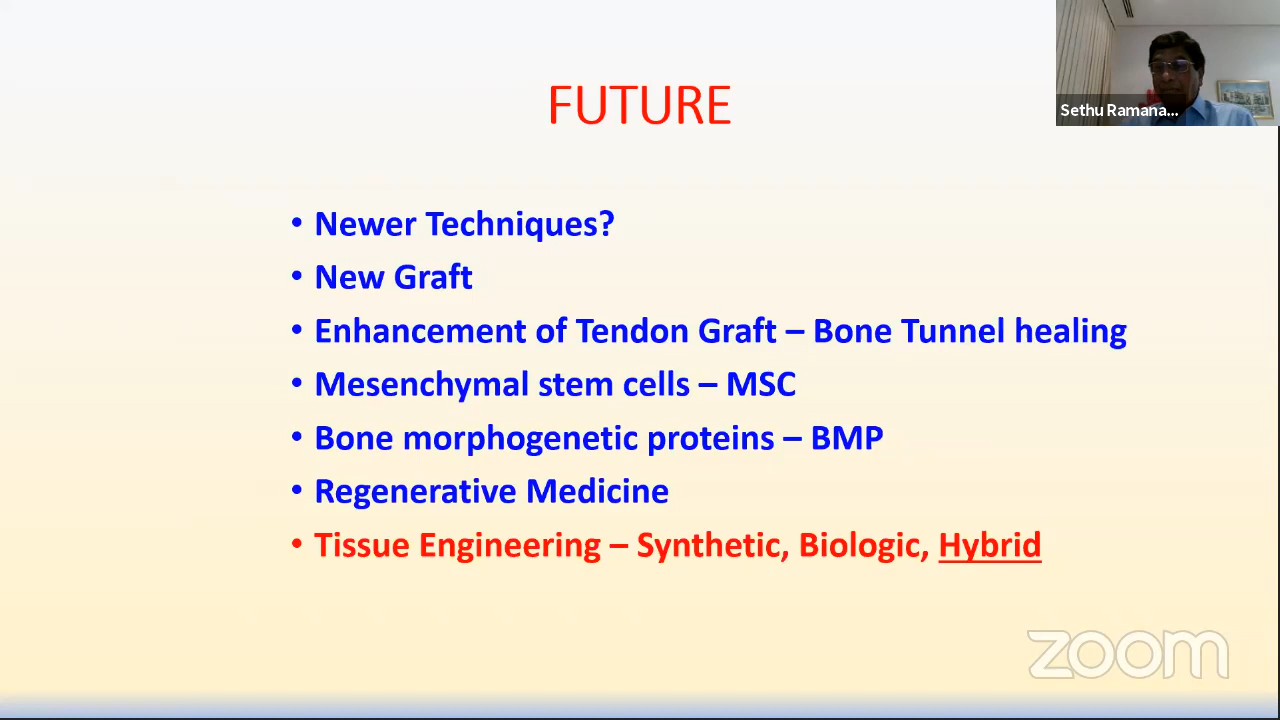 FUTURE
Sethu Ramana...
• Newer Techniques?
• New Graft
• Enhancement of Tendon Graft – Bone Tunnel healing
• Mesenchymal stem cells – MSC
• Bone morphogenetic proteins – BMP
• Regenerative Medicine
• Tissue Engineering – Synthetic, Biologic, Hybrid
zoom